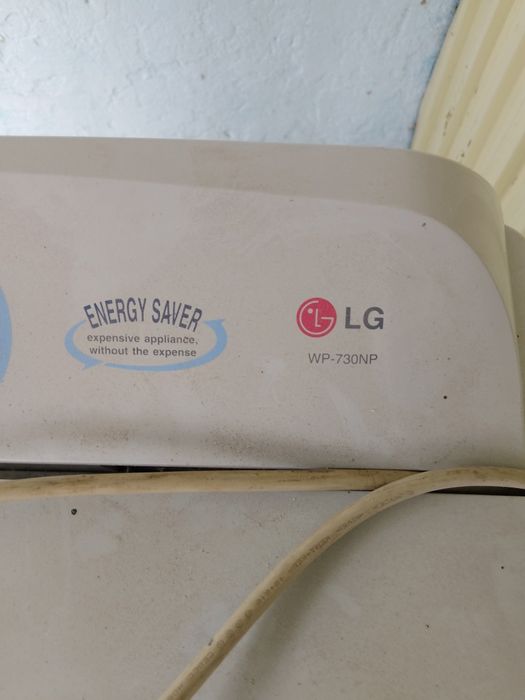 ENERGY SAVER
expensive appliance,
without the expense
LG
WP-730NP